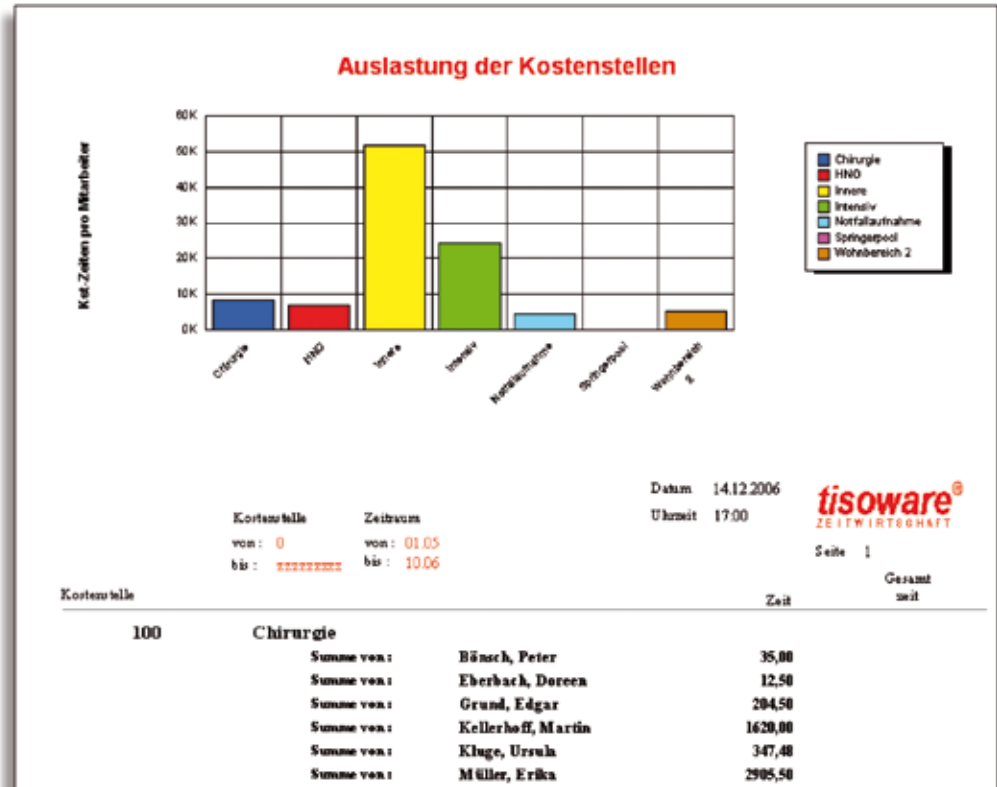 Auslastung der Kostenstellen
Kst-Zeiten pro Mitarbeiter
60K
50K
40K
30K
20K
10K
0K
Chirurgie
HNO
Innere
Intensiv
Notfallaufnahme
Springerpool
Wohnbereich 2
Chirurgie
HNO
Innere
Intensiv
Notfallaufnahme
Springerpool
Wohnbereich
2
Datum 14.12.2006
Uhrzeit 17:00
tisoware®
ZEITWIRTSCHAFT
Seite 1
Kostenstelle Zeitraum
von : 0 von : 01.05
bis : zzzzzzzzz bis : 10.06
Kostenstelle Zeit Gesamt
zeit
100 Chirurgie
Summe von : Bönsch, Peter 35,00
Summe von : Eberbach, Doreen 12,50
Summe von : Grund, Edgar 204,50
Summe von : Kellerhoff, Martin 1620,00
Summe von : Kluge, Ursula 347,48
Summe von : Müller, Erika 2905,50